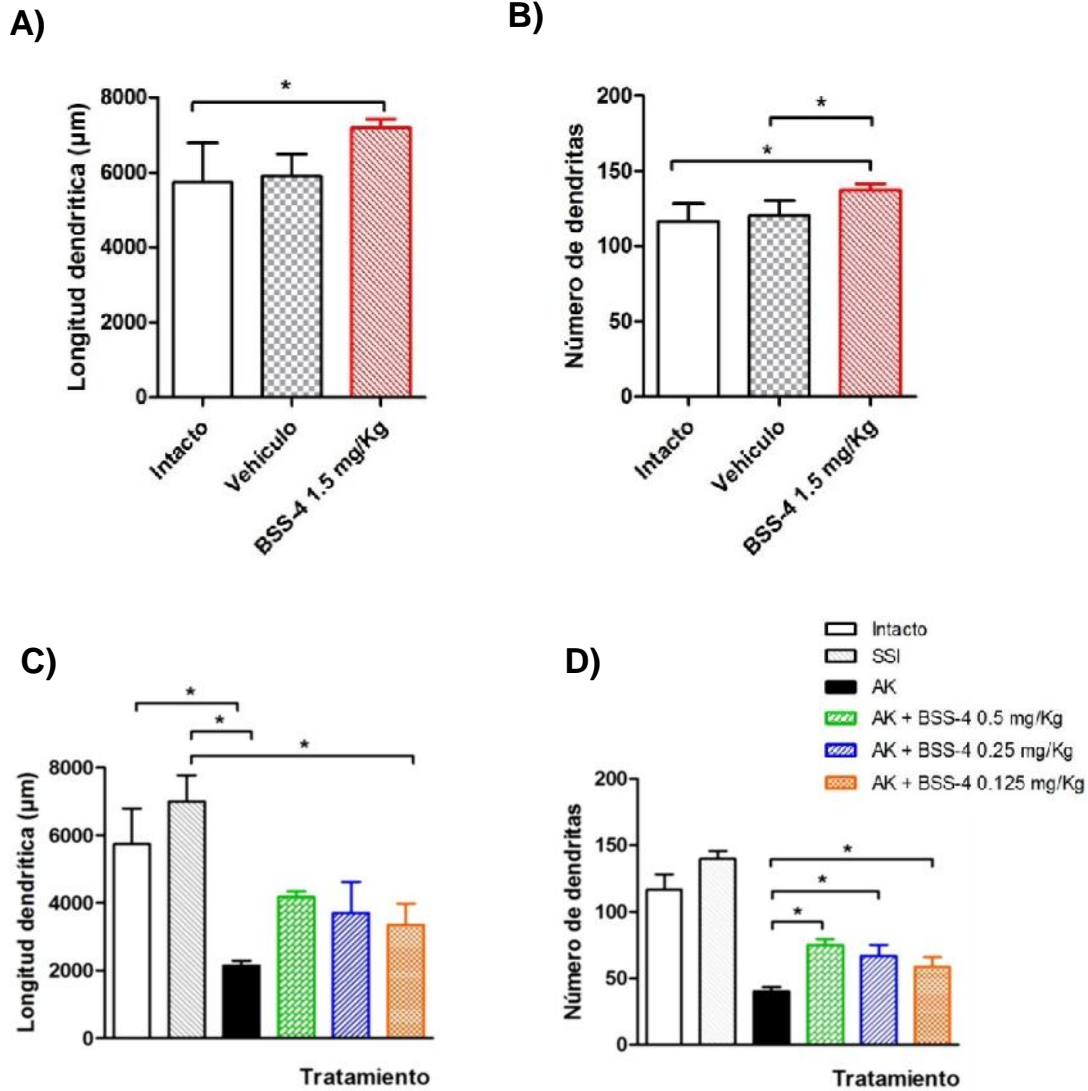 A)
Longitud dendrítica (µm)
8000
6000
4000
2000
0
*
Intacto
Vehiculo
BSS-4 1.5 mg/Kg
B)
Número de dendritas
200
150
100
50
0
*
*
Intacto
Vehiculo
BSS-4 1.5 mg/Kg
C)
Longitud dendrítica (µm)
8000
6000
4000
2000
0
*
*
*
Tratamiento
D)
Intacto
SSI
AK
AK + BSS-4 0.5 mg/Kg
AK + BSS-4 0.25 mg/Kg
AK + BSS-4 0.125 mg/Kg
Número de dendritas
200
150
100
50
0
*
*
*
Tratamiento